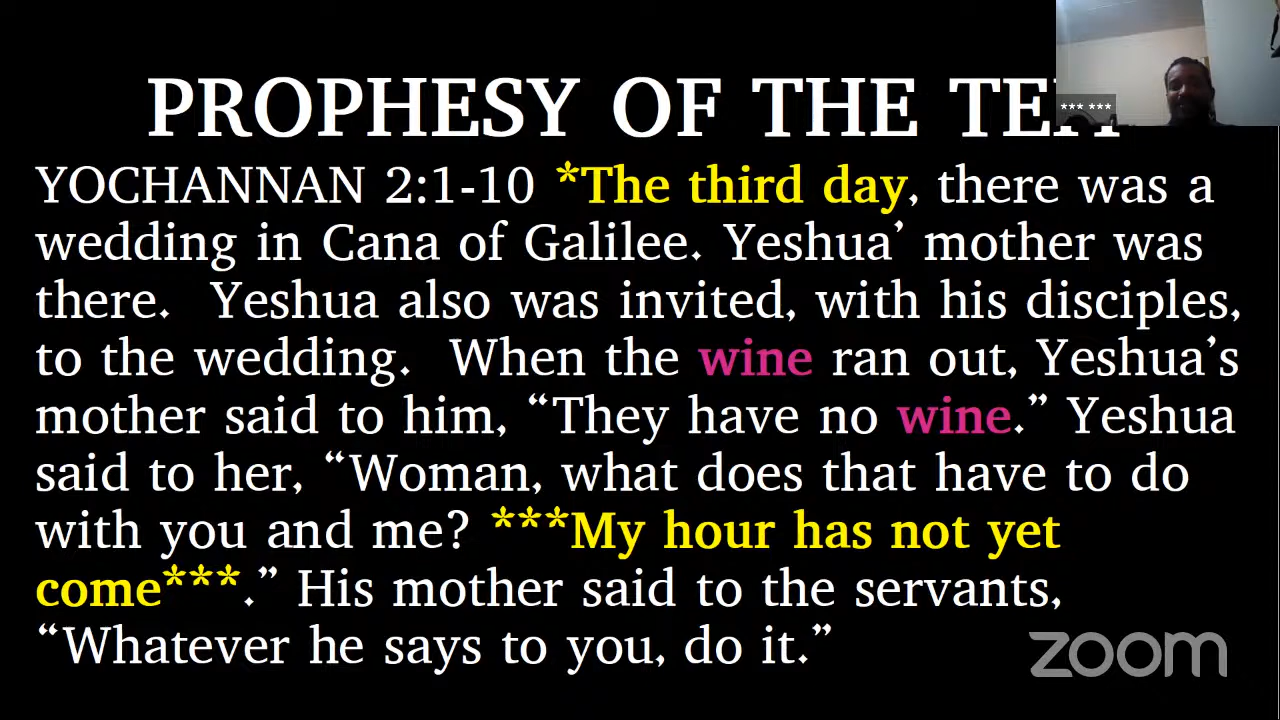 PROPHESY OF THE
*** ***
YOCHANNAN 2:1-10 *The third day, there was a
wedding in Cana of Galilee. Yeshua’ mother was
there. Yeshua also was invited, with his disciples,
to the wedding. When the wine ran out, Yeshua’s
mother said to him, “They have no wine.” Yeshua
said to her, “Woman, what does that have to do
with you and me? ***My hour has not yet
come***.” His mother said to the servants,
“Whatever he says to you, do it.”
zoom